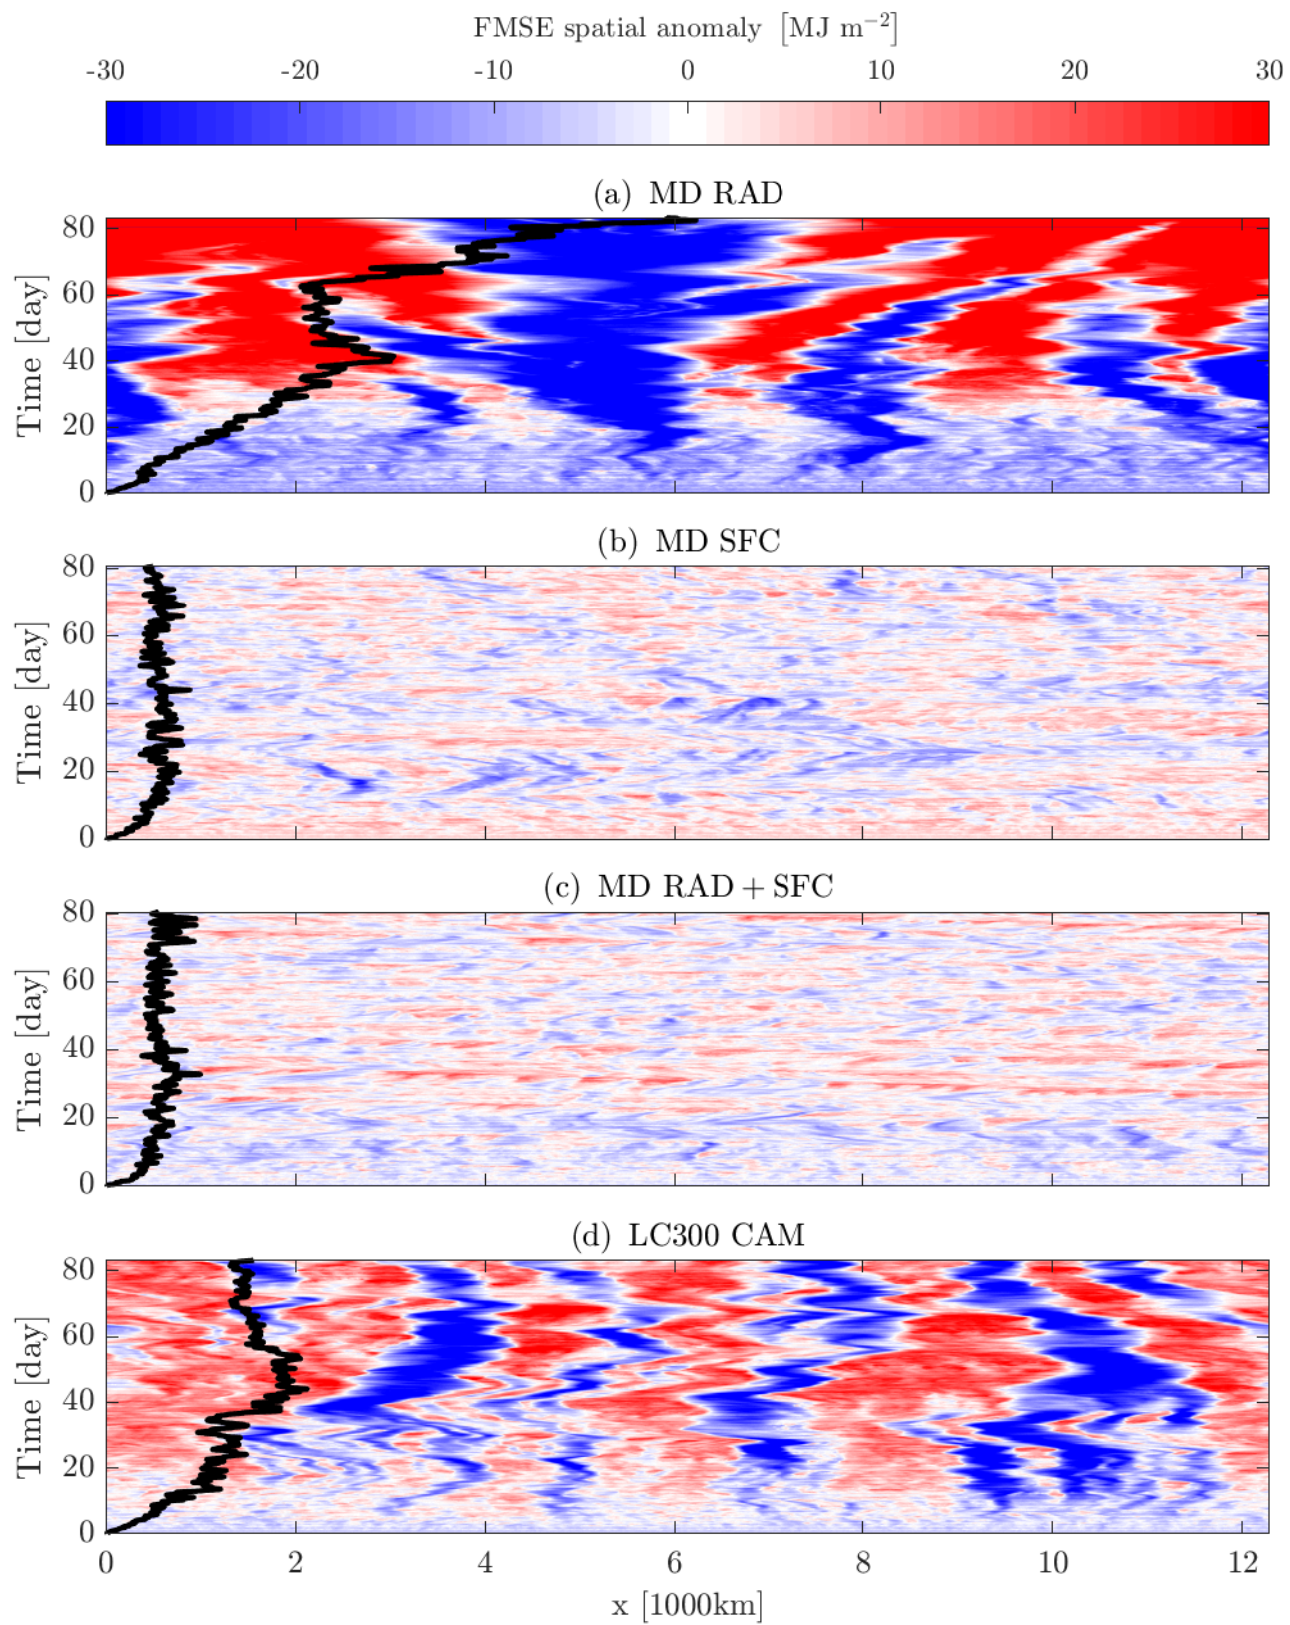 FMSE spatial anomaly [MJ m−2]
-30 -20 -10 0 10 20 30
(a) MD RAD
80
60
40
20
0
Time [day]
(b) MD SFC
80
60
40
20
0
Time [day]
(c) MD RAD + SFC
80
60
40
20
0
Time [day]
(d) LC300 CAM
80
60
40
20
0
Time [day]
0 2 4 6 8 10 12
x [1000km]